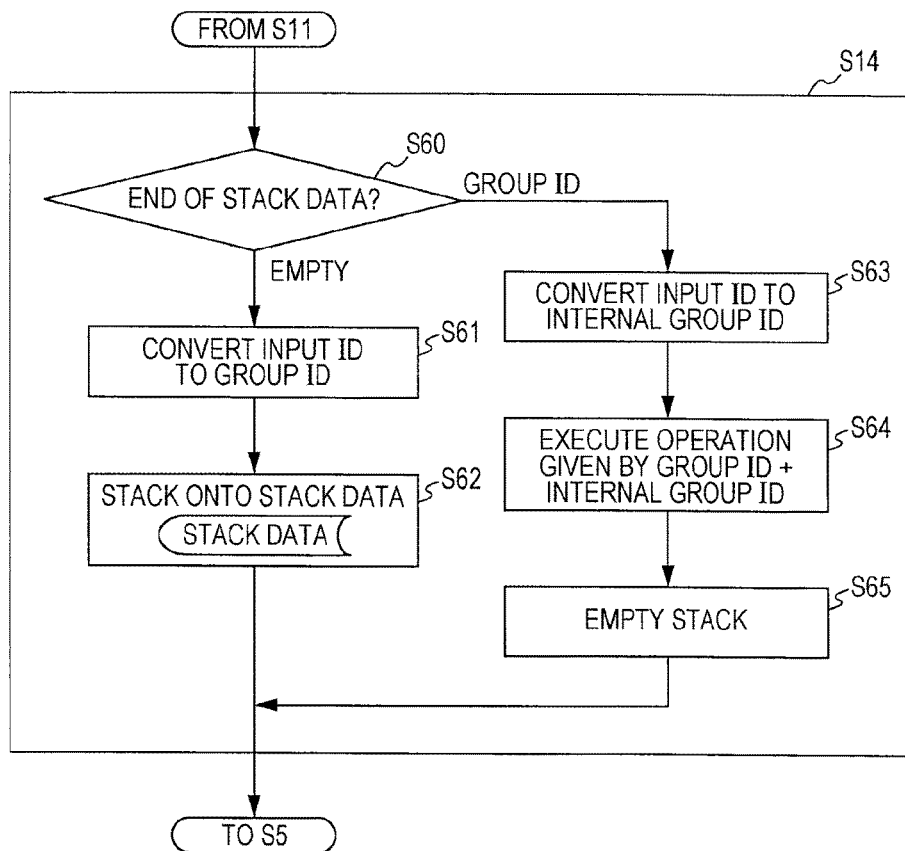 FROM S11
S14
S60
END OF STACK DATA?
GROUP ID
EMPTY
S63
CONVERT INPUT ID TO
INTERNAL GROUP ID
S61
CONVERT INPUT ID
TO GROUP ID
S64
EXECUTE OPERATION
GIVEN BY GROUP ID +
INTERNAL GROUP ID
S62
STACK ONTO STACK DATA
STACK DATA
S65
EMPTY STACK
TO S5